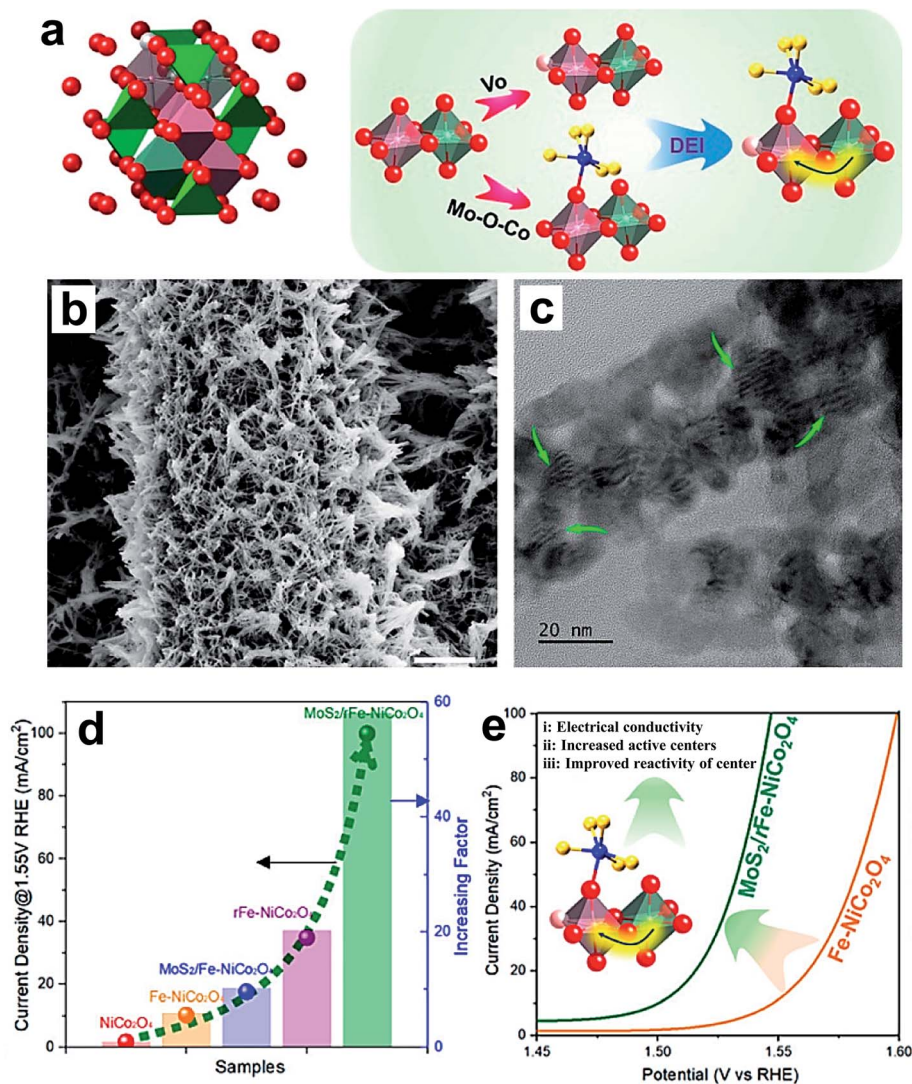 a
Vo
Mo-O-Co
DEI
b
c
20 nm
d
Current Density@1.55V RHE (mA/cm²)
100
80
60
40
20
0
NiCo₂O₄
Fe-NiCo₂O₄
MoS₂/Fe-NiCo₂O₄
rFe-NiCo₂O₄
MoS₂/rFe-NiCo₂O₄
60
40
20
0
Increasing Factor
Samples
e
i: Electrical conductivity
ii: Increased active centers
iii: Improved reactivity of center
Current Density (mA/cm²)
100
80
60
40
20
0
MoS₂/rFe-NiCo₂O₄
Fe-NiCo₂O₄
1.45
1.50
1.55
1.60
Potential (V vs RHE)